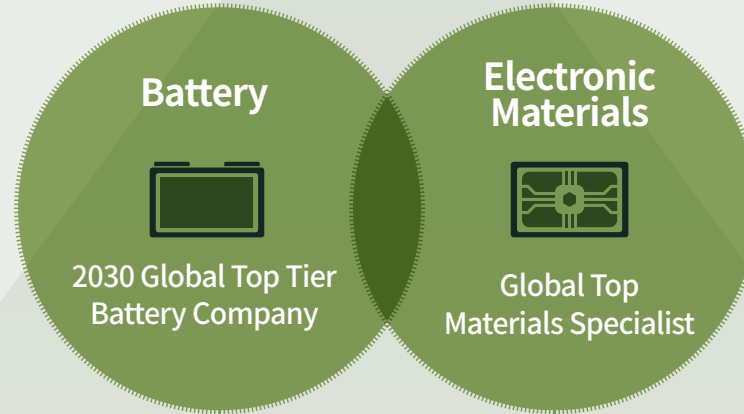 Battery
2030 Global Top Tier
Battery Company
Electronic
Materials
Global Top
Materials Specialist